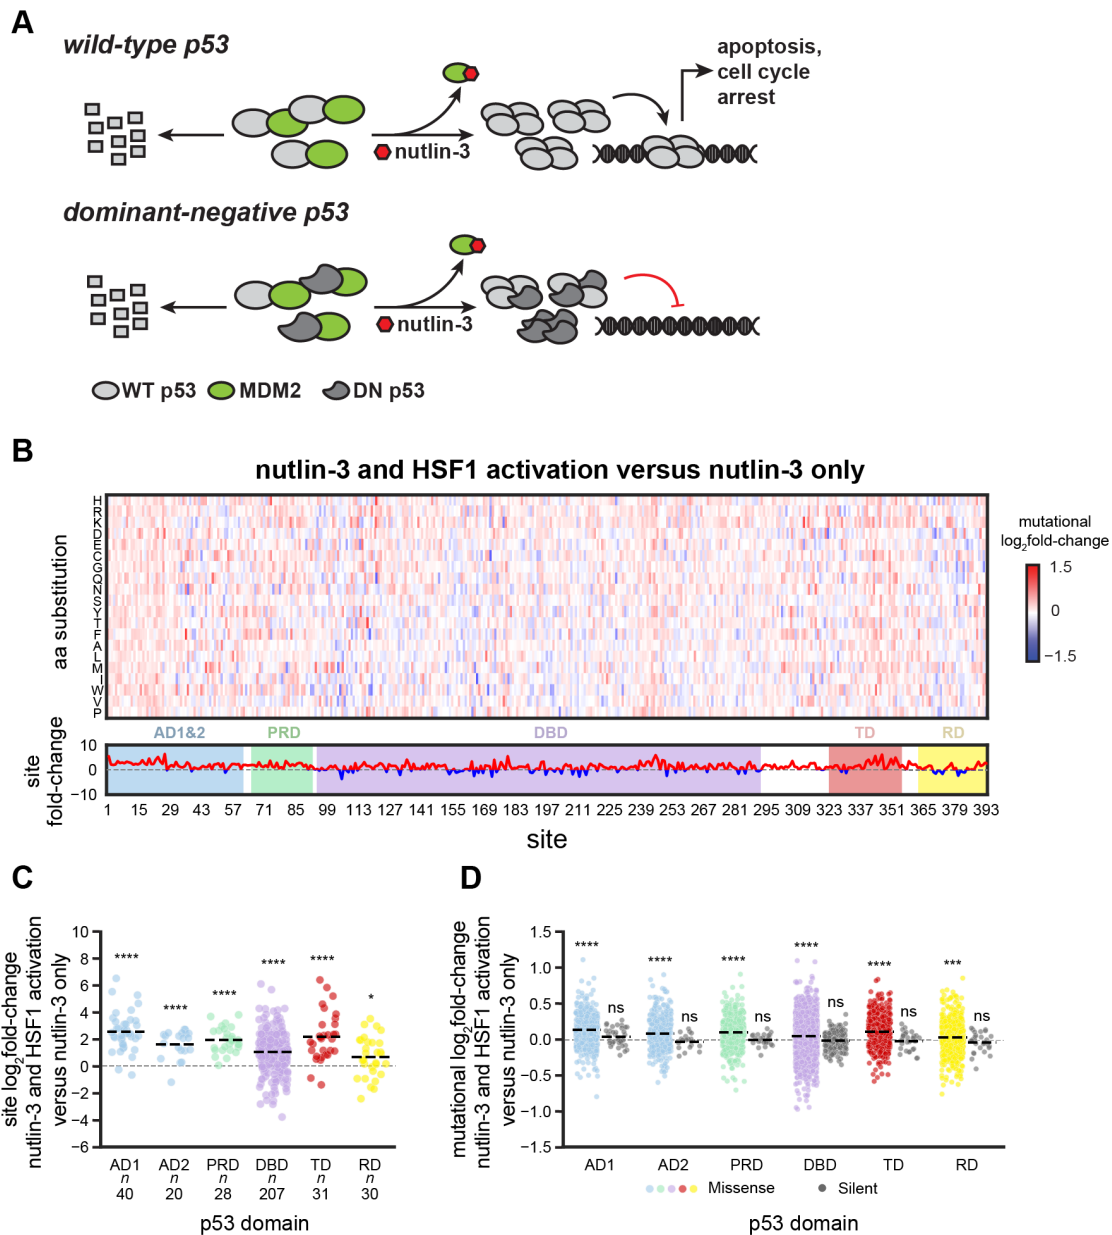 A
wild-type p53
apoptosis,
cell cycle
arrest
nutlin-3
dominant-negative p53
nutlin-3
WT p53
MDM2
DN p53
B
nutlin-3 and HSF1 activation versus nutlin-3 only
aa substitution
H
R
K
D
E
C
G
Q
N
S
Y
T
F
A
L
M
I
W
V
P
mutational
log2fold-change
1.5
0
−1.5
AD1&2
PRD
DBD
TD
RD
site
fold-change
10
0
−10
1 15 29 43 57 71 85 99 113 127 141 155 169 183 197 211 225 239 253 267 281 295 309 323 337 351 365 379 393
site
C
site log2fold-change
nutlin-3 and HSF1 activation
versus nutlin-3 only
10
8
6
4
2
0
−2
−4
−6
**** **** **** **** **** *
AD1 AD2 PRD DBD TD RD
n n n n n n
40 20 28 207 31 30
p53 domain
D
mutational log2fold-change
nutlin-3 and HSF1 activation
versus nutlin-3 only
1.5
1.0
0.5
0.0
−0.5
−1.0
−1.5
**** ns **** ns **** ns **** ns **** ns *** ns
AD1 AD2 PRD DBD TD RD
Missense
Silent
p53 domain